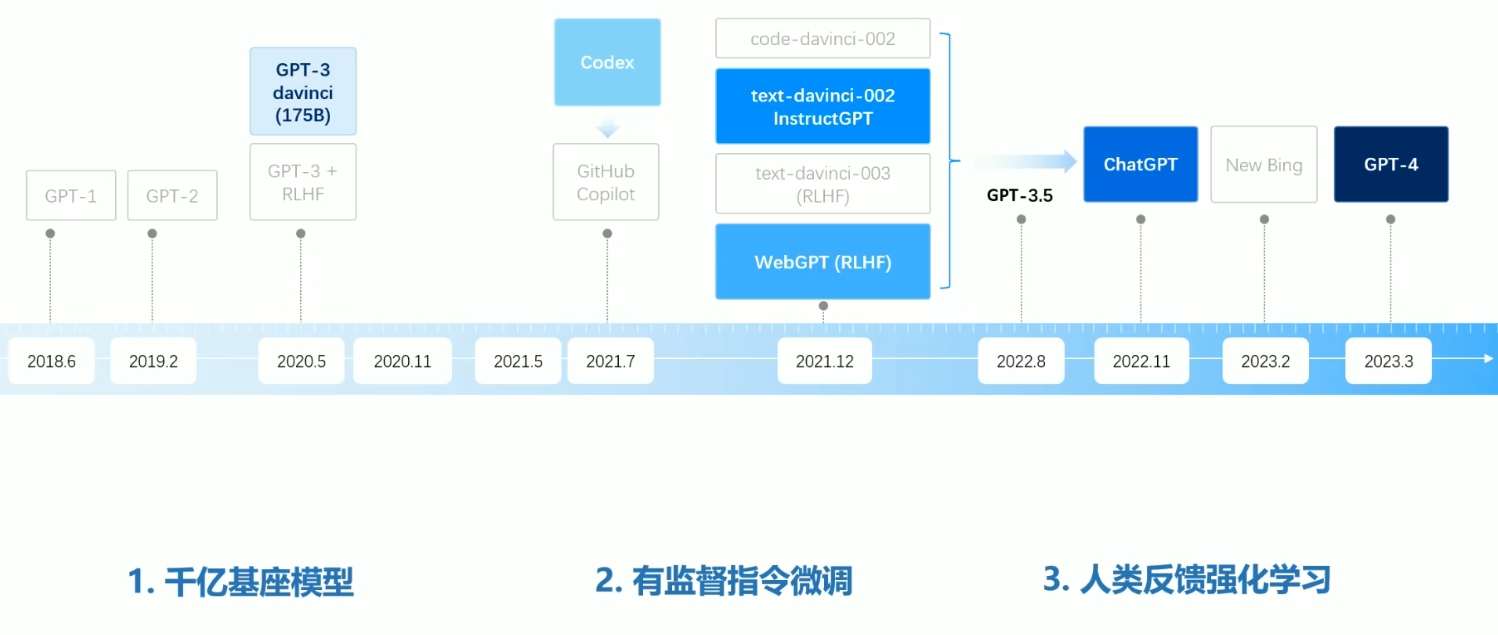 GPT-1
GPT-2
GPT-3
davinci
(175B)
GPT-3 +
RLHF
Codex
GitHub
Copilot
code-davinci-002
text-davinci-002
InstructGPT
text-davinci-003
(RLHF)
WebGPT (RLHF)
GPT-3.5
ChatGPT
New Bing
GPT-4
2018.6
2019.2
2020.5
2020.11
2021.5
2021.7
2021.12
2022.8
2022.11
2023.2
2023.3
1. 千亿基座模型
2. 有监督指令微调
3. 人类反馈强化学习